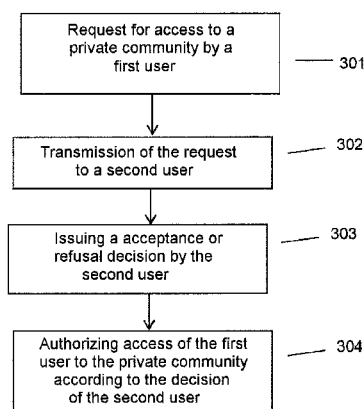 Request for access to a
private community by a
first user
301
Transmission of the request
to a second user
302
Issuing a acceptance or
refusal decision by the
second user
303
Authorizing access of the first
user to the private community
according to the decision
of the second user
304